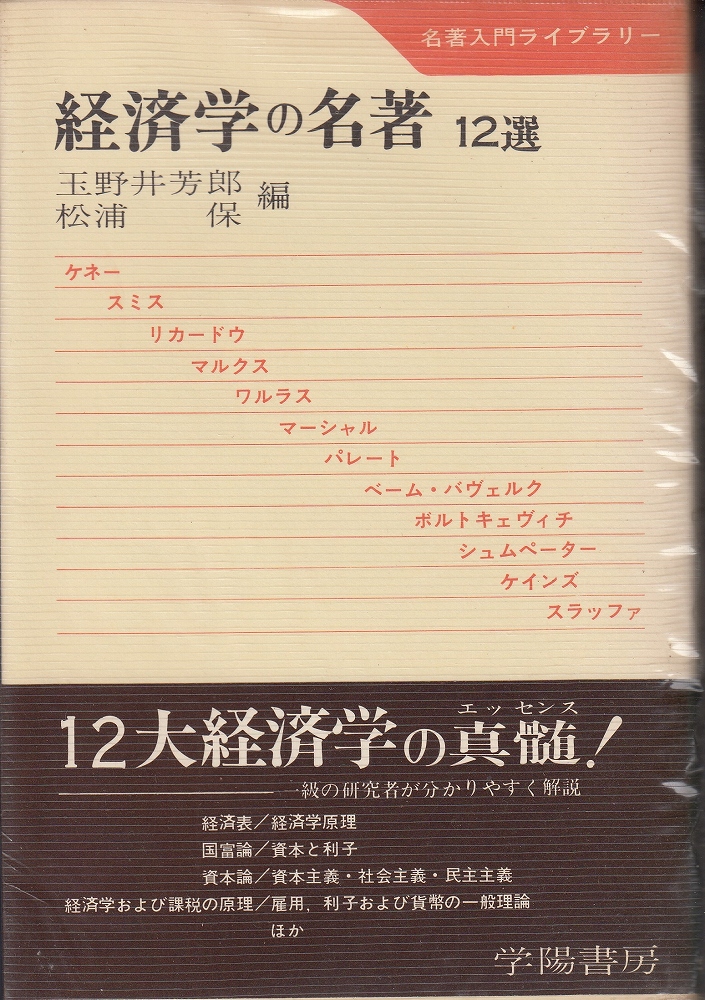 名著入門ライブラリー
経済学の名著 12選
玉野井芳郎
松浦 保 編
ケネー
スミス
リカードウ
マルクス
ワルラス
マーシャル
パレート
ベーム・バヴェルク
ボルトキェヴィチ
シュムペーター
ケインズ
スラッファ
エッセンス
12大経済学の真髄!
一級の研究者が分かりやすく解説
経済表/経済学原理
国富論/資本と利子
資本論/資本主義・社会主義・民主主義
経済学および課税の原理/雇用,利子および貨幣の一般理論
ほか
学陽書房